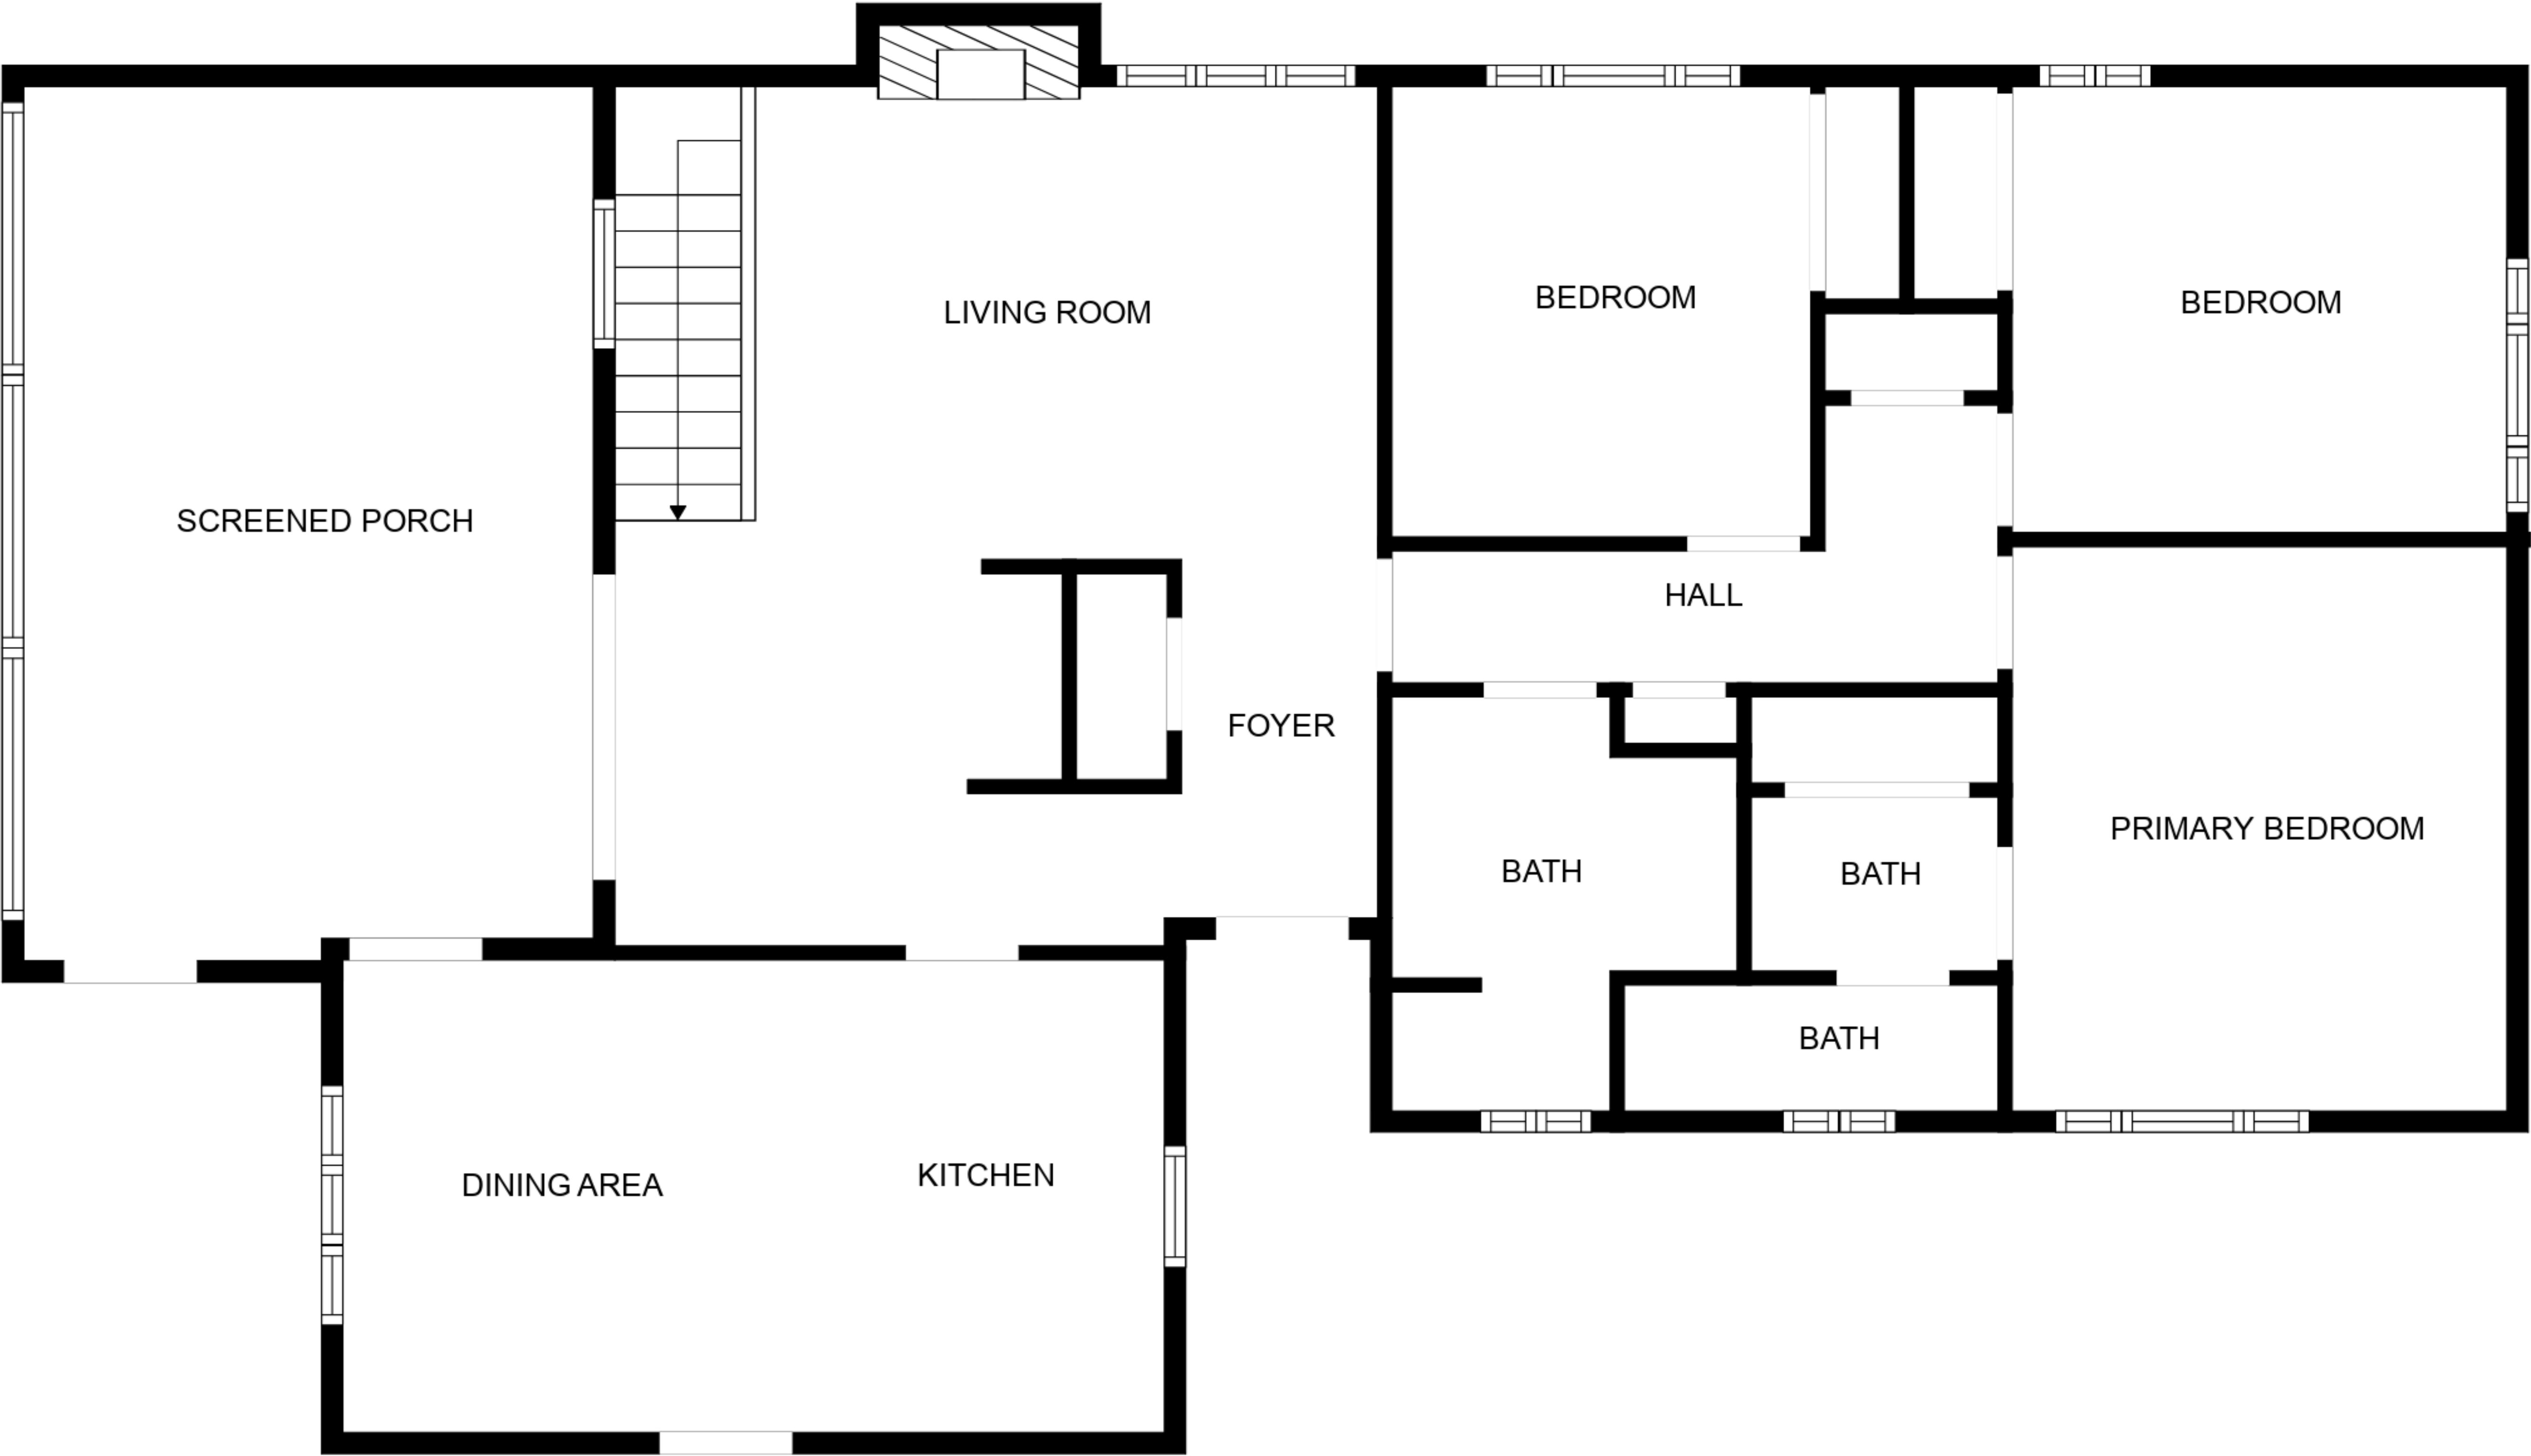 BEDROOM
BEDROOM
LIVING ROOM
SCREENED PORCH
HALL
FOYER
PRIMARY BEDROOM
BATH
BATH
BATH
KITCHEN
DINING AREA